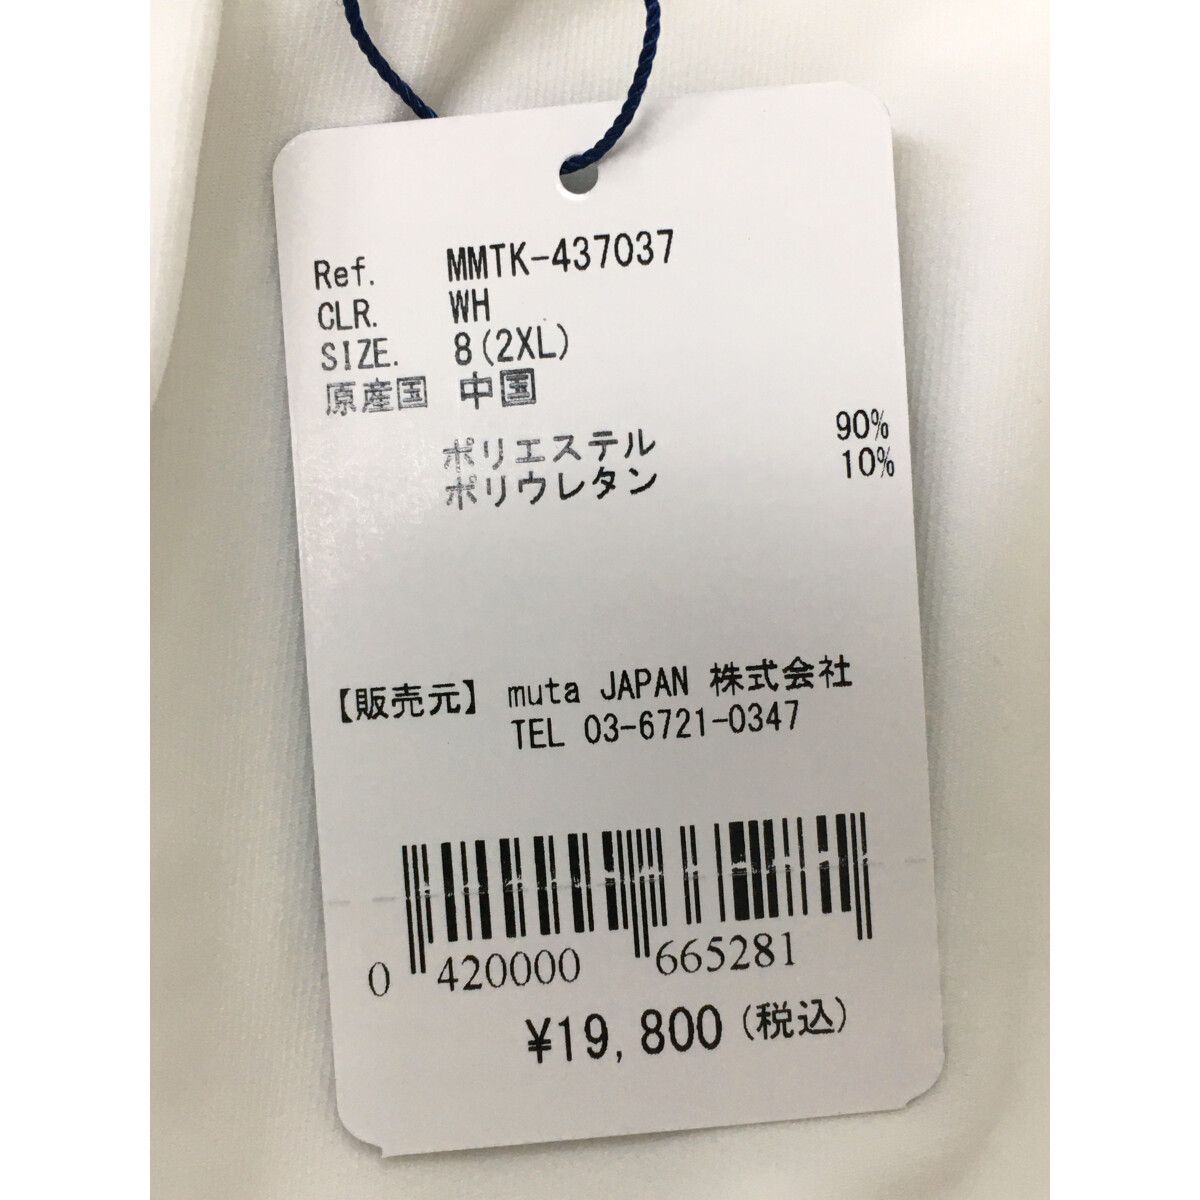 Ref. MMTK-437037
CLR. WH
SIZE. 8(2XL)
原産国 中国
ポリエステル 90%
ポリウレタン 10%
【販売元】 muta JAPAN 株式会社
TEL 03-6721-0347
0 420000 665281
¥19,800(税込)